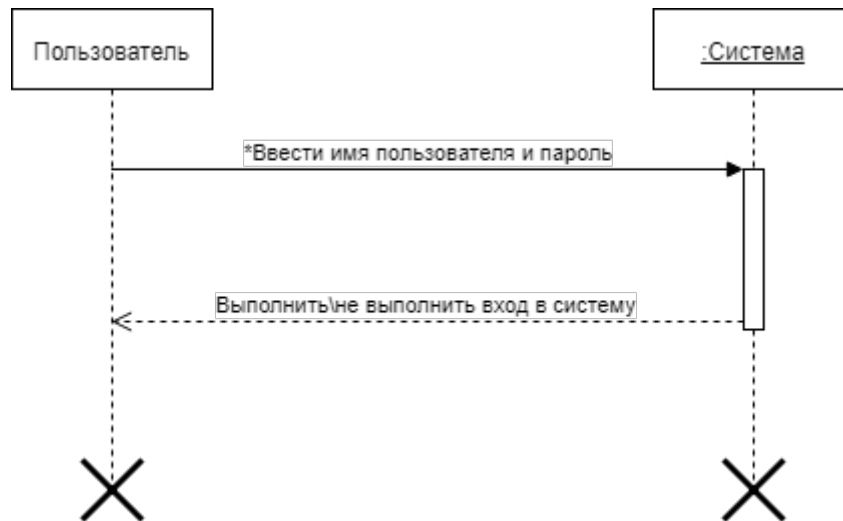 Пользователь
:Система
*Ввести имя пользователя и пароль
Выполнить\не выполнить вход в систему